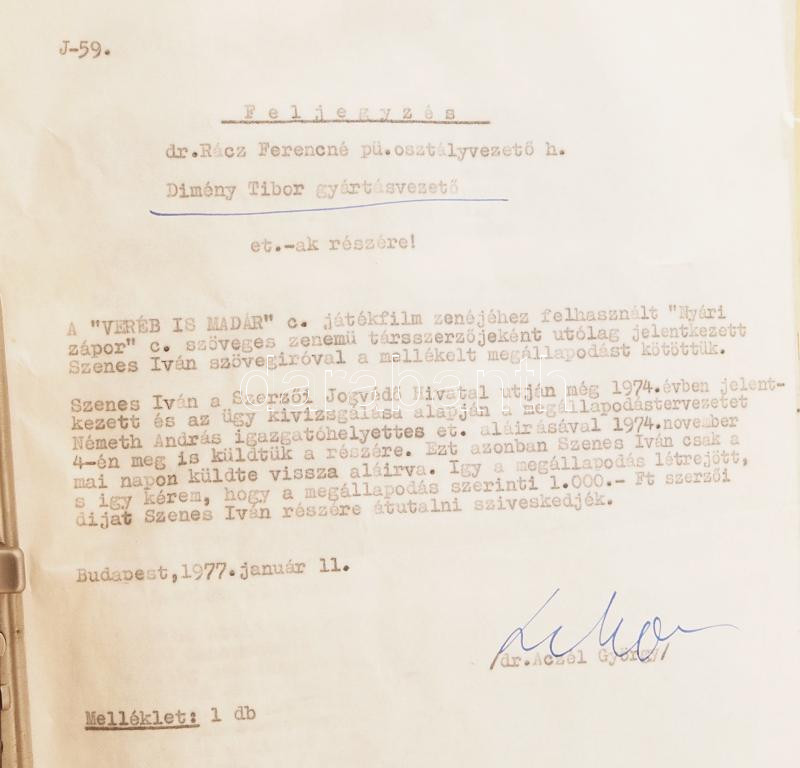 J-59.
Feljegyzés
dr.Rácz Ferencné pü.osztályvezető h.
Dimény Tibor gyártásvezető
et.-ak részére!
A "VERÉB IS MADÁR" c. játékfilm zenéjéhez felhasznált "Nyári
zápor" c. szöveges zenemü társszerzőjeként utólag jelentkezett
Szenes Iván szövegiróval a mellékelt megállapodást kötöttük.
Szenes Iván a Szerzői Jogvédő Hivatal utján még 1974.évben jelent-
kezett és az ügy kivizsgálása alapján a megállapodástervezetet
Németh András igazgatóhelyettes et. aláirásával 1974.november
4-én meg is küldtük a részére. Ezt azonban Szenes Iván csak a
mai napon küldte vissza aláirva. Igy a megállapodás létrejött,
s igy kérem, hogy a megállapodás szerinti 1.000.- Ft szerzői
dijat Szenes Iván részére átutalni sziveskedjék.
Budapest,1977.január 11.
/dr.Aczél György/
Melléklet: 1 db
darabanth